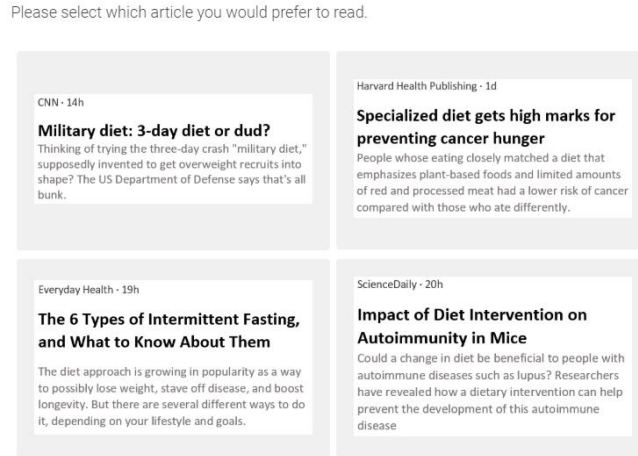 Please select which article you would prefer to read.
CNN · 14h
Military diet: 3-day diet or dud?
Thinking of trying the three-day crash "military diet,"
supposedly invented to get overweight recruits into
shape? The US Department of Defense says that's all
bunk.
Harvard Health Publishing · 1d
Specialized diet gets high marks for
preventing cancer hunger
People whose eating closely matched a diet that
emphasizes plant-based foods and limited amounts
of red and processed meat had a lower risk of cancer
compared with those who ate differently.
Everyday Health · 19h
The 6 Types of Intermittent Fasting,
and What to Know About Them
The diet approach is growing in popularity as a way
to possibly lose weight, stave off disease, and boost
longevity. But there are several different ways to do
it, depending on your lifestyle and goals.
ScienceDaily · 20h
Impact of Diet Intervention on
Autoimmunity in Mice
Could a change in diet be beneficial to people with
autoimmune diseases such as lupus? Researchers
have revealed how a dietary intervention can help
prevent the development of this autoimmune
disease